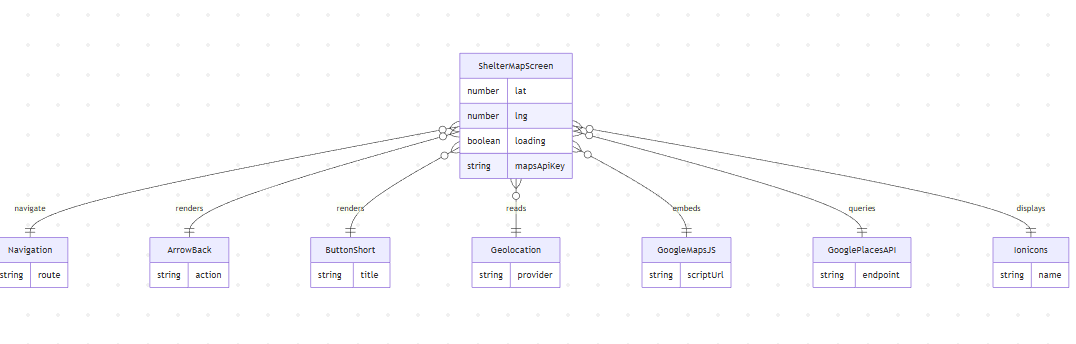 ShelterMapScreen
number lat
number lng
boolean loading
string mapsApiKey
navigate renders renders reads embeds queries displays
Navigation ArrowBack ButtonShort Geolocation GoogleMapsJS GooglePlacesAPI Ionicons
string route string action string title string provider string scriptUrl string endpoint string name